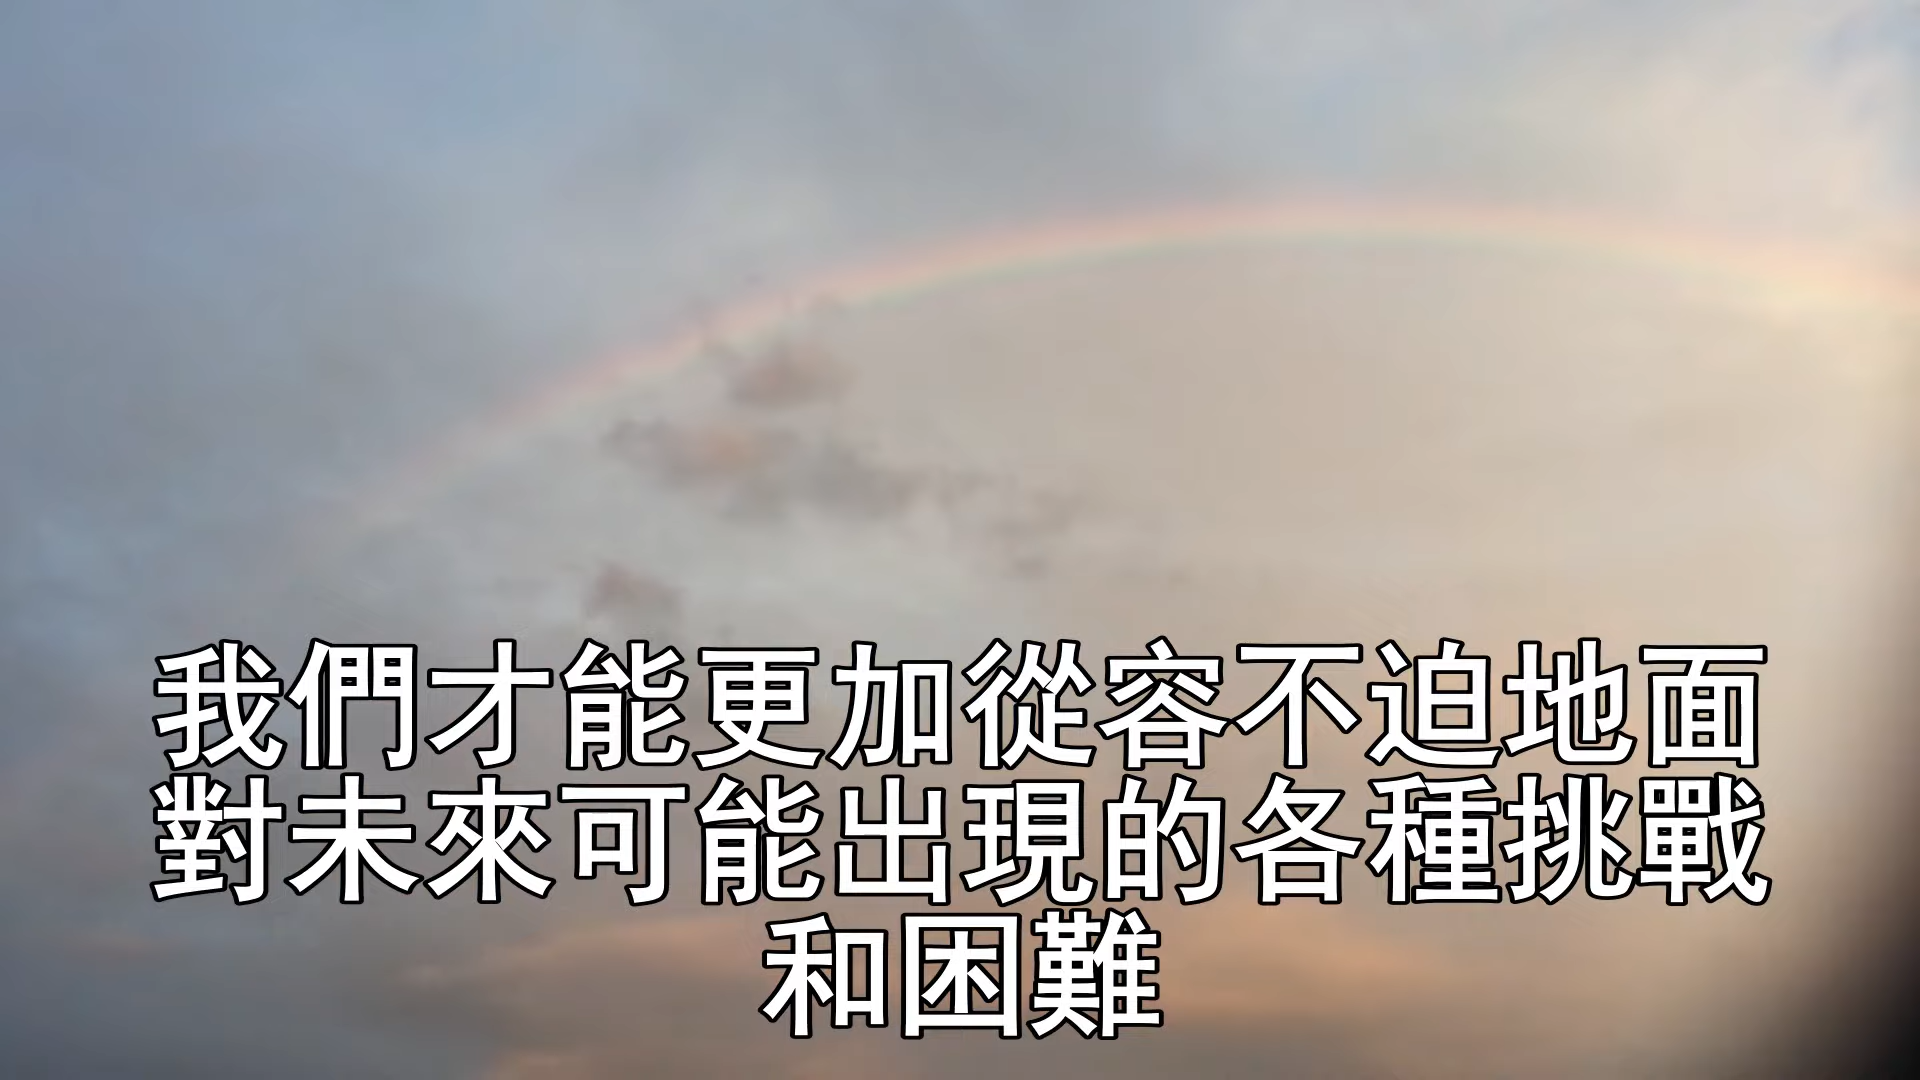 我們才能更加從容不迫地面
對未來可能出現的各種挑戰
和困難